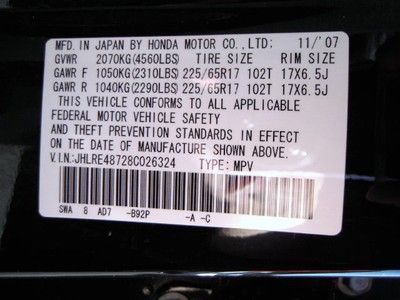 MFD. IN JAPAN BY HONDA MOTOR CO., LTD: 11/'07
GVWR 2070KG(4560LBS) TIRE SIZE RIM SIZE
GAWR F 1050KG(2310LBS) 225/65R17 102T 17X6.5J
GAWR R 1040KG(2290LBS) 225/65R17 102T 17X6.5J
THIS VEHICLE CONFORMS TO ALL APPLICABLE
FEDERAL MOTOR VEHICLE SAFETY
AND THEFT PREVENTION STANDARDS IN EFFECT
ON THE DATE OF MANUFACTURE SHOWN ABOVE.
V.I.N:JHLRE48728C026324 TYPE: MPV
SWA 8 AD7 -B92P -A -C